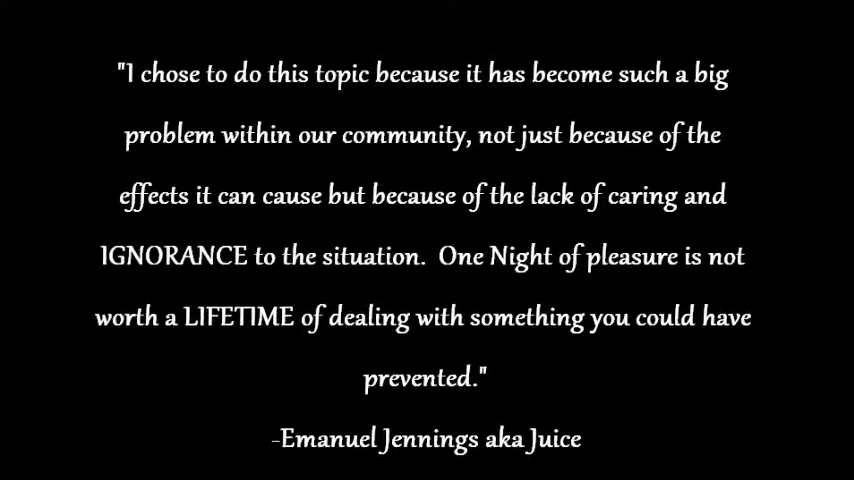 "I chose to do this topic because it has become such a big
problem within our community, not just because of the
effects it can cause but because of the lack of caring and
IGNORANCE to the situation.  One Night of pleasure is not
worth a LIFETIME of dealing with something you could have
prevented."
-Emanuel Jennings aka Juice